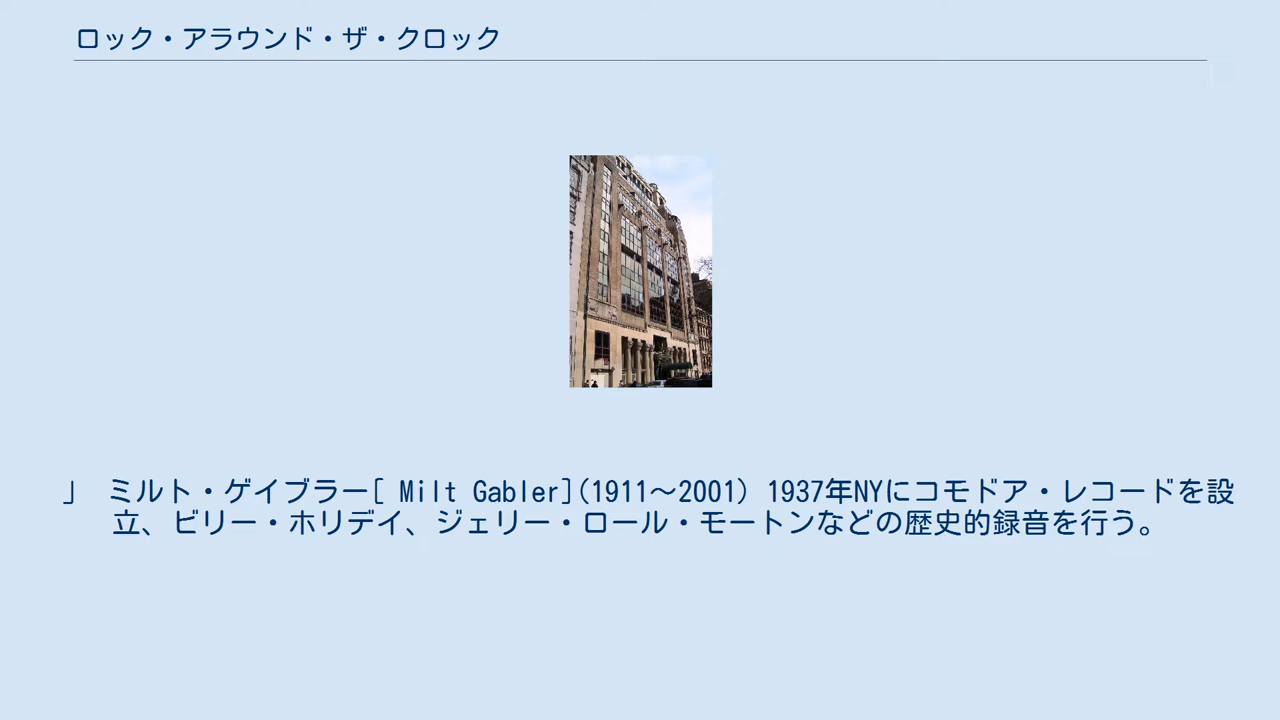 ロック・アラウンド・ザ・クロック
」 ミルト・ゲイブラー[ Milt Gabler](1911～2001) 1937年NYにコモドア・レコードを設
立、ビリー・ホリデイ、ジェリー・ロール・モートンなどの歴史的録音を行う。